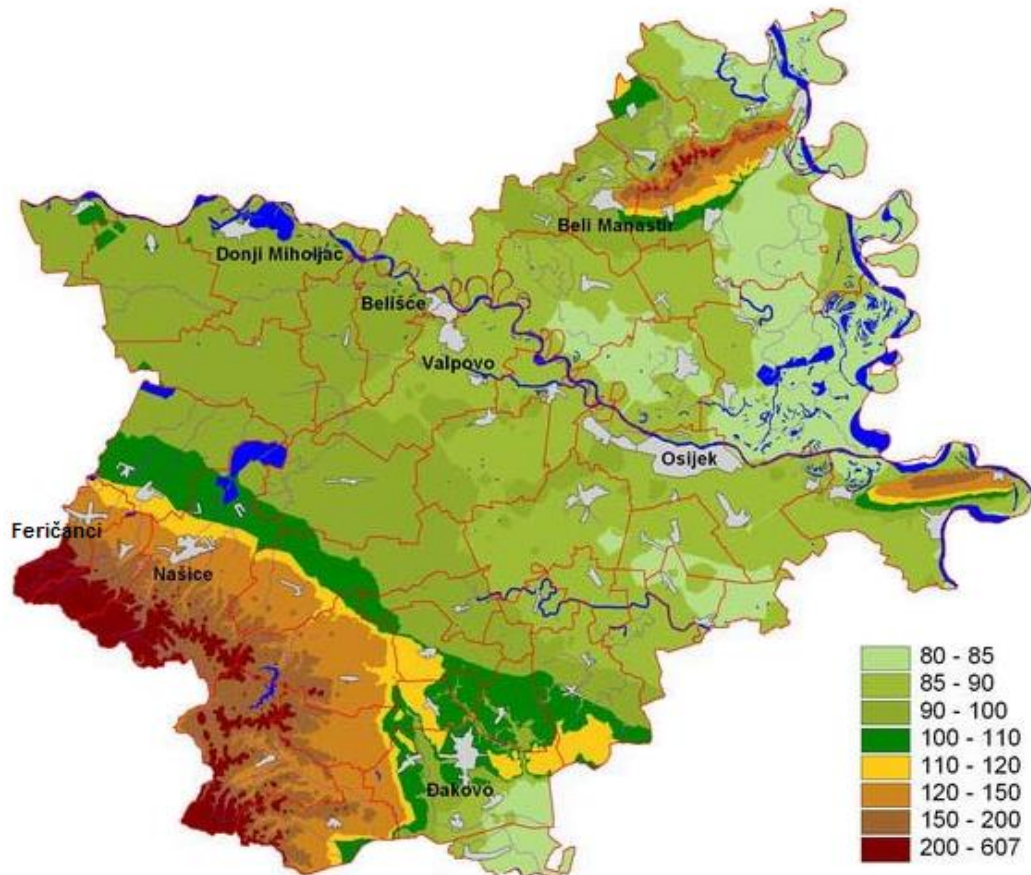 Beli Manastir
Donji Miholjac
Belišće
Valpovo
Osijek
Feričanci
Našice
Đakovo
80 - 85
85 - 90
90 - 100
100 - 110
110 - 120
120 - 150
150 - 200
200 - 607